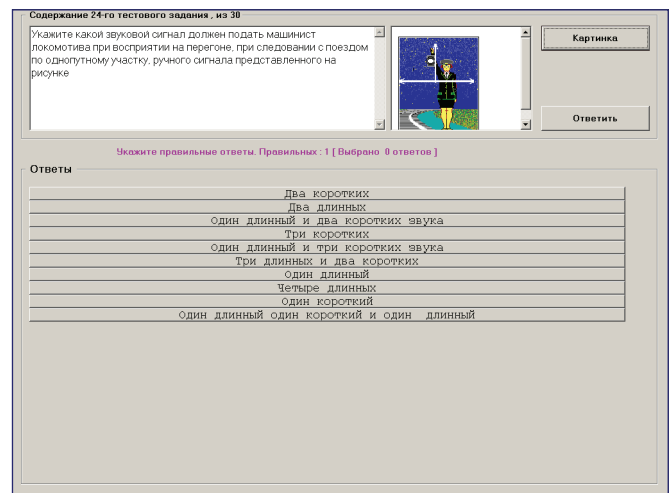 Содержание 24-го тестового задания , из 30
Укажите какой звуковой сигнал должен подать машинист
локомотива при восприятии на перегоне, при следовании с поездом
по однопутному участку, ручного сигнала представленного на
рисунке
Картинка
Ответить
Укажите правильные ответы. Правильных : 1 [ Выбрано 0 ответов ]
Ответы
Два коротких
Два длинных
Один длинный и два коротких звука
Три коротких
Один длинный и три коротких звука
Три длинных и два коротких
Один длинный
Четыре длинных
Один короткий
Один длинный один короткий и один длинный